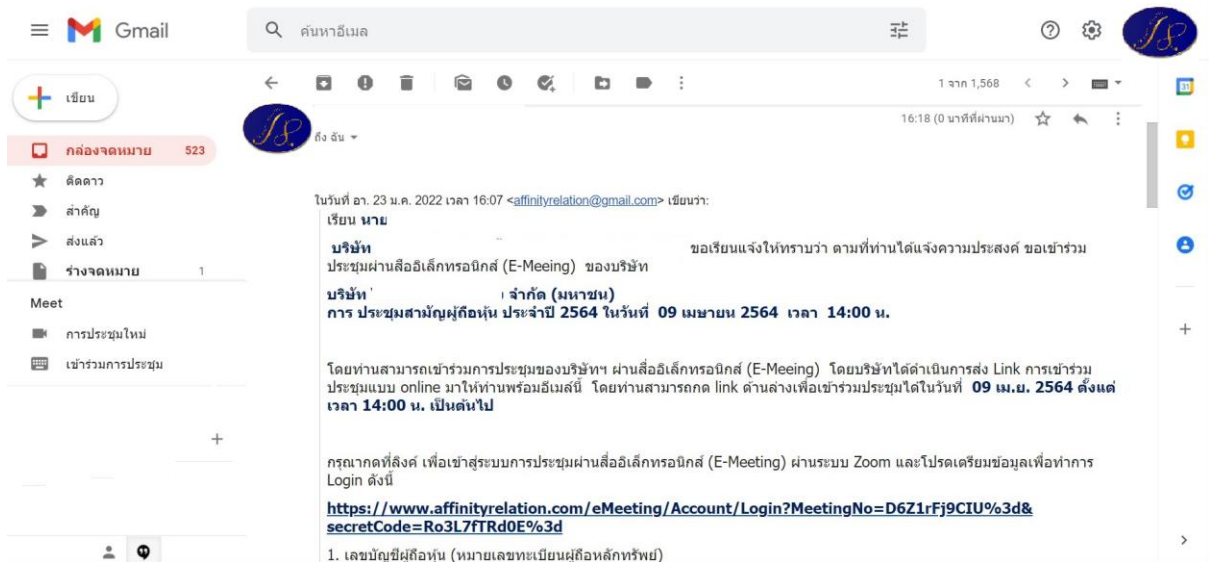 Gmail
ค้นหาอีเมล
เขียน
1 จาก 1,568
กล่องจดหมาย 523
ติดดาว
สำคัญ
ส่งแล้ว
ร่างจดหมาย 1
Meet
การประชุมใหม่
เข้าร่วมการประชุม
31
16:18 (0 นาทีที่ผ่านมา)
ถึง ฉัน
ในวันที่ อา. 23 ม.ค. 2022 เวลา 16:07 <affinityrelation@gmail.com> เขียนว่า:
เรียน นาย
บริษัท ขอเรียนแจ้งให้ทราบว่า ตามที่ท่านได้แจ้งความประสงค์ ขอเข้าร่วม
ประชุมผ่านสื่ออิเล็กทรอนิกส์ (E-Meeing) ของบริษัท
บริษัท จำกัด (มหาชน)
การ ประชุมสามัญผู้ถือหุ้น ประจำปี 2564 ในวันที่ 09 เมษายน 2564 เวลา 14:00 น.
โดยท่านสามารถเข้าร่วมการประชุมของบริษัทฯ ผ่านสื่ออิเล็กทรอนิกส์ (E-Meeing) โดยบริษัทได้ดำเนินการส่ง Link การเข้าร่วม
ประชุมแบบ online มาให้ท่านพร้อมอีเมล์นี้ โดยท่านสามารถกด link ด้านล่างเพื่อเข้าร่วมประชุมได้ในวันที่ 09 เม.ย. 2564 ตั้งแต่
เวลา 14:00 น. เป็นต้นไป
กรุณากดที่ลิงค์ เพื่อเข้าสู่ระบบการประชุมผ่านสื่ออิเล็กทรอนิกส์ (E-Meeting) ผ่านระบบ Zoom และโปรดเตรียมข้อมูลเพื่อทำการ
Login ดังนี้
https://www.affinityrelation.com/eMeeting/Account/Login?MeetingNo=D6Z1rFj9CIU%3d&
secretCode=Ro3L7fTRd0E%3d
1. เลขบัญชีผู้ถือหุ้น (หมายเลขทะเบียนผู้ถือหลักทรัพย์)